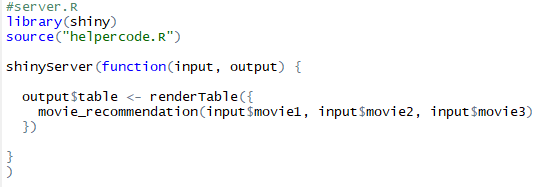 #server.R
library(shiny)
source("helpercode.R")
shinyServer(function(input, output) {
output$table <- renderTable({
movie_recommendation(input$movie1, input$movie2, input$movie3)
})
}
)